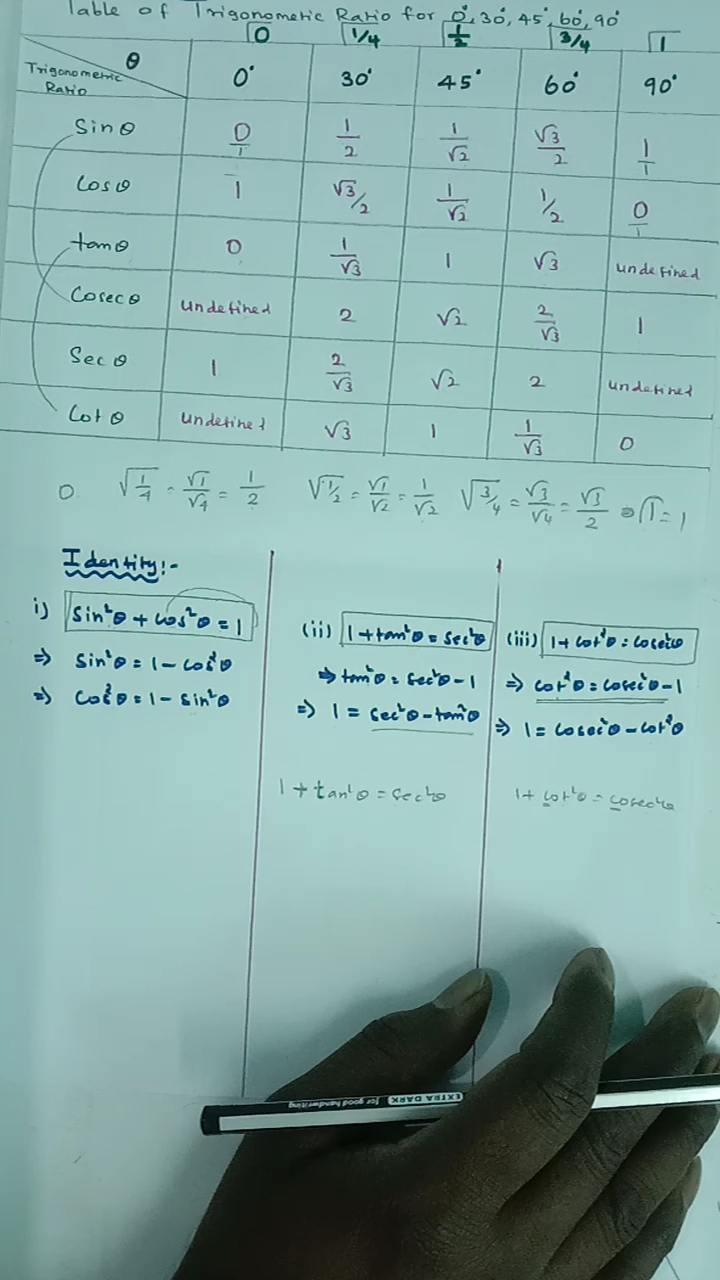 Table of Trigonometric Ratio for 0°, 30°, 45°, 60°, 90°
√0 √1/4 √1/2 √3/4 √1
θ
Trigonometric Ratio 0° 30° 45° 60° 90°
Sinθ 0/1 1/2 1/√2 √3/2 1/1
Cosθ 1 √3/2 1/√2 1/2 0/1
tanθ 0 1/√3 1 √3 undefined
Cosecθ undefined 2 √2 2/√3 1
Secθ 1 2/√3 √2 2 undefined
Cotθ undefined √3 1 1/√3 0
0 √1/4 = √1/√4 = 1/2 √1/2 = √1/√2 = 1/√2 √3/4 = √3/√4 = √3/2 √1 = 1
Identity:-
i) Sin²θ + Cos²θ = 1
⇒ Sin²θ = 1 - Cos²θ
⇒ Cos²θ = 1 - Sin²θ
(ii) 1 + tan²θ = Sec²θ
⇒ tan²θ = Sec²θ - 1
⇒ 1 = Sec²θ - tan²θ
1 + tan²θ = Sec²θ
(iii) 1 + Cot²θ = Cosec²θ
⇒ Cot²θ = Cosec²θ - 1
⇒ 1 = Cosec²θ - Cot²θ
1 + cot²θ = cosec²θ
EXTRA DARK for good handwriting